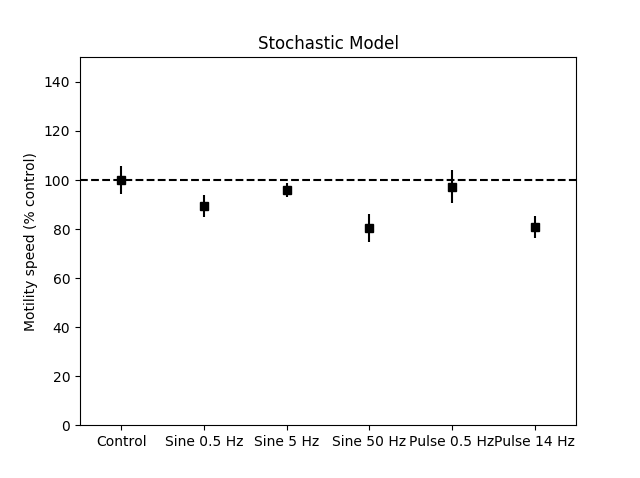 Stochastic Model
Motility speed (% control)
140
120
100
80
60
40
20
0
Control Sine 0.5 Hz Sine 5 Hz Sine 50 Hz Pulse 0.5 Hz Pulse 14 Hz